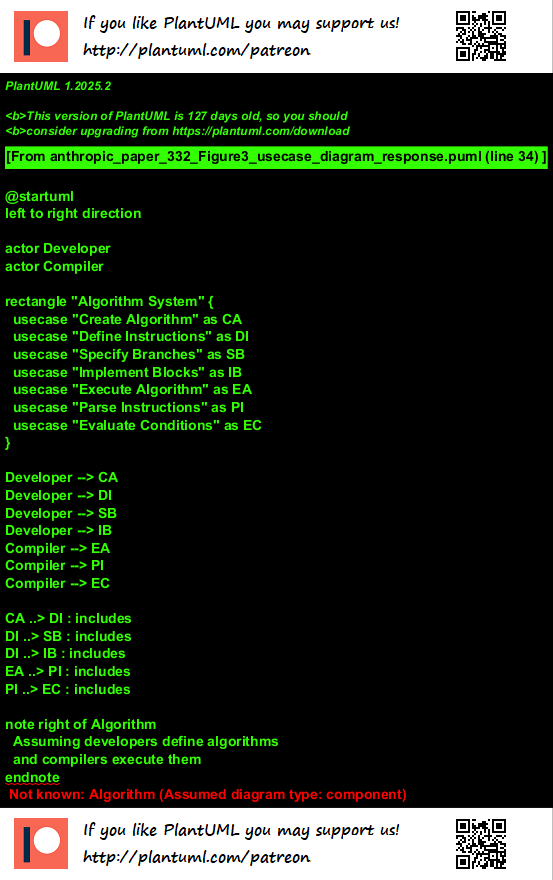 If you like PlantUML you may support us!
http://plantuml.com/patreon
PlantUML 1.2025.2
<b>This version of PlantUML is 127 days old, so you should
<b>consider upgrading from https://plantuml.com/download
[From anthropic_paper_332_Figure3_usecase_diagram_response.puml (line 34) ]
@startuml
left to right direction
actor Developer
actor Compiler
rectangle "Algorithm System" {
usecase "Create Algorithm" as CA
usecase "Define Instructions" as DI
usecase "Specify Branches" as SB
usecase "Implement Blocks" as IB
usecase "Execute Algorithm" as EA
usecase "Parse Instructions" as PI
usecase "Evaluate Conditions" as EC
}
Developer --> CA
Developer --> DI
Developer --> SB
Developer --> IB
Compiler --> EA
Compiler --> PI
Compiler --> EC
CA ..> DI : includes
DI ..> SB : includes
DI ..> IB : includes
EA ..> PI : includes
PI ..> EC : includes
note right of Algorithm
Assuming developers define algorithms
and compilers execute them
endnote
Not known: Algorithm (Assumed diagram type: component)
If you like PlantUML you may support us!
http://plantuml.com/patreon